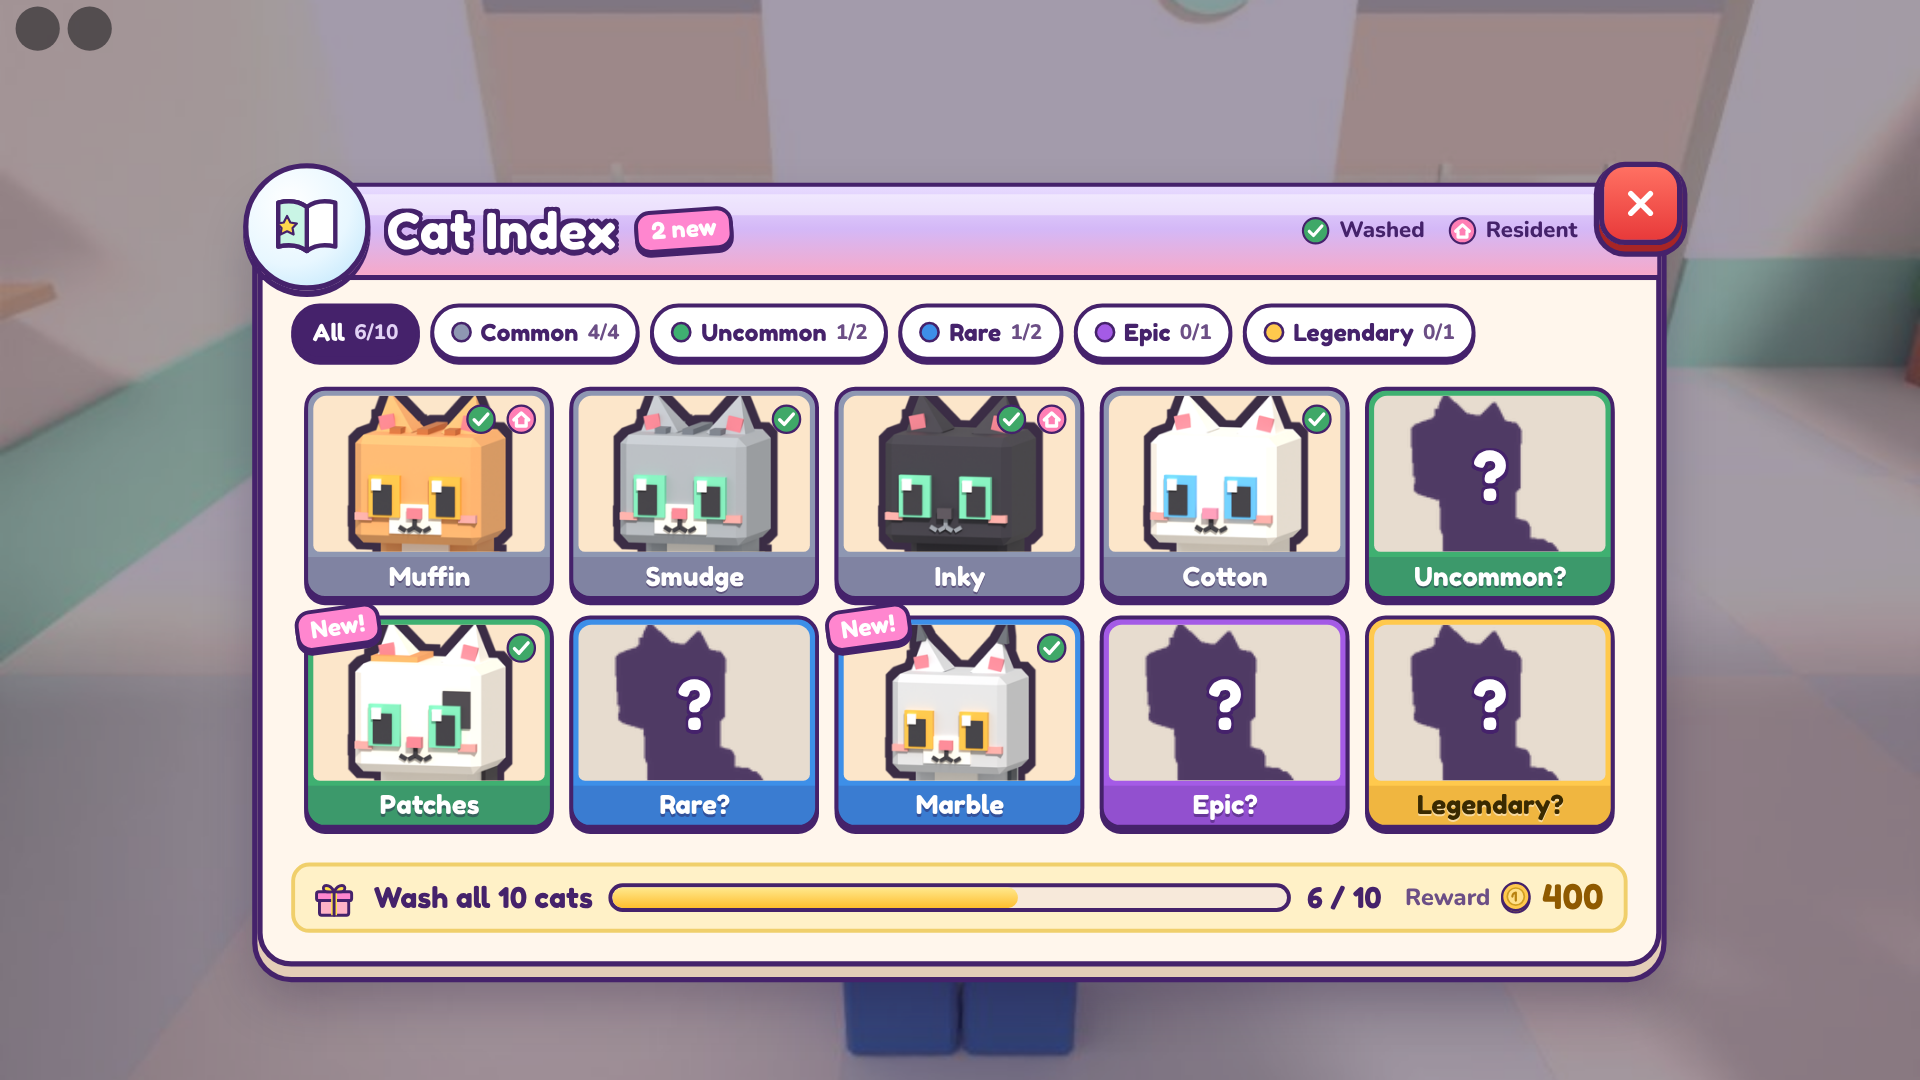 Cat Index
2 new
Washed
Resident
All 6/10
Common 4/4
Uncommon 1/2
Rare 1/2
Epic 0/1
Legendary 0/1
Muffin
Smudge
Inky
Cotton
?
Uncommon?
New!
Patches
?
Rare?
New!
Marble
?
Epic?
?
Legendary?
Wash all 10 cats
6 / 10
Reward
1
400